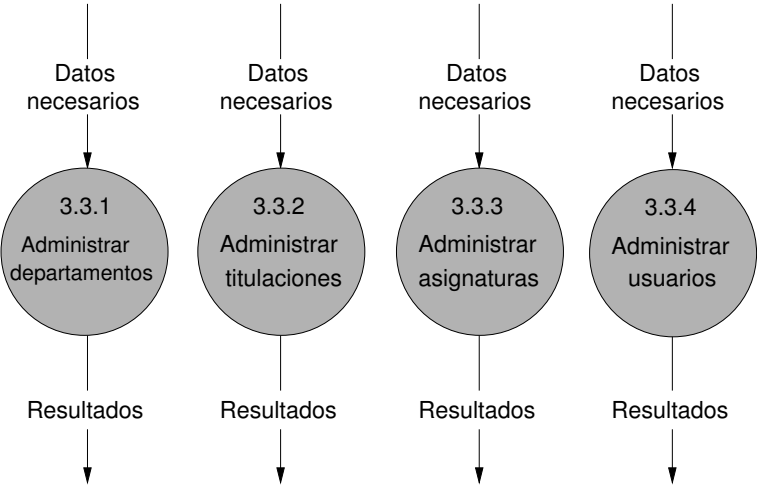 Datos
necesarios
Datos
necesarios
Datos
necesarios
Datos
necesarios
3.3.1
Administrar
departamentos
3.3.2
Administrar
titulaciones
3.3.3
Administrar
asignaturas
3.3.4
Administrar
usuarios
Resultados
Resultados
Resultados
Resultados